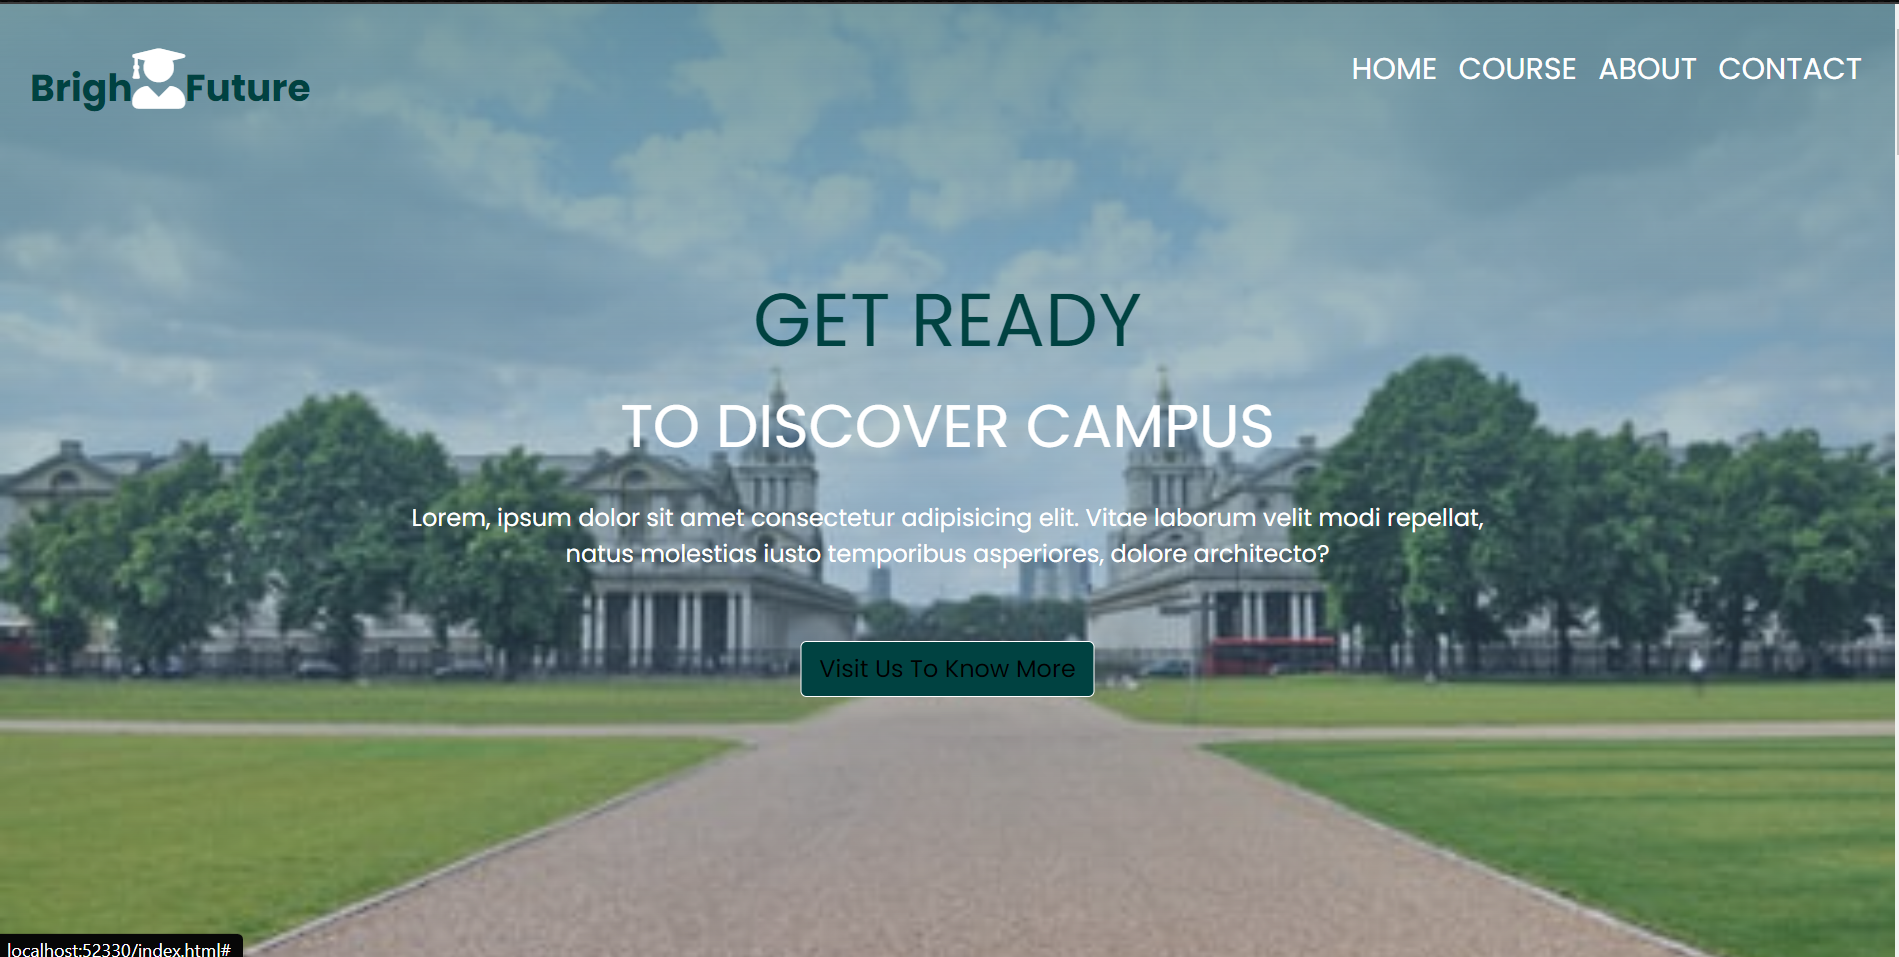 Brigh Future
HOME COURSE ABOUT CONTACT
GET READY
TO DISCOVER CAMPUS
Lorem, ipsum dolor sit amet consectetur adipisicing elit. Vitae laborum velit modi repellat,
natus molestias iusto temporibus asperiores, dolore architecto?
Visit Us To Know More
localhost:52330/index.html#